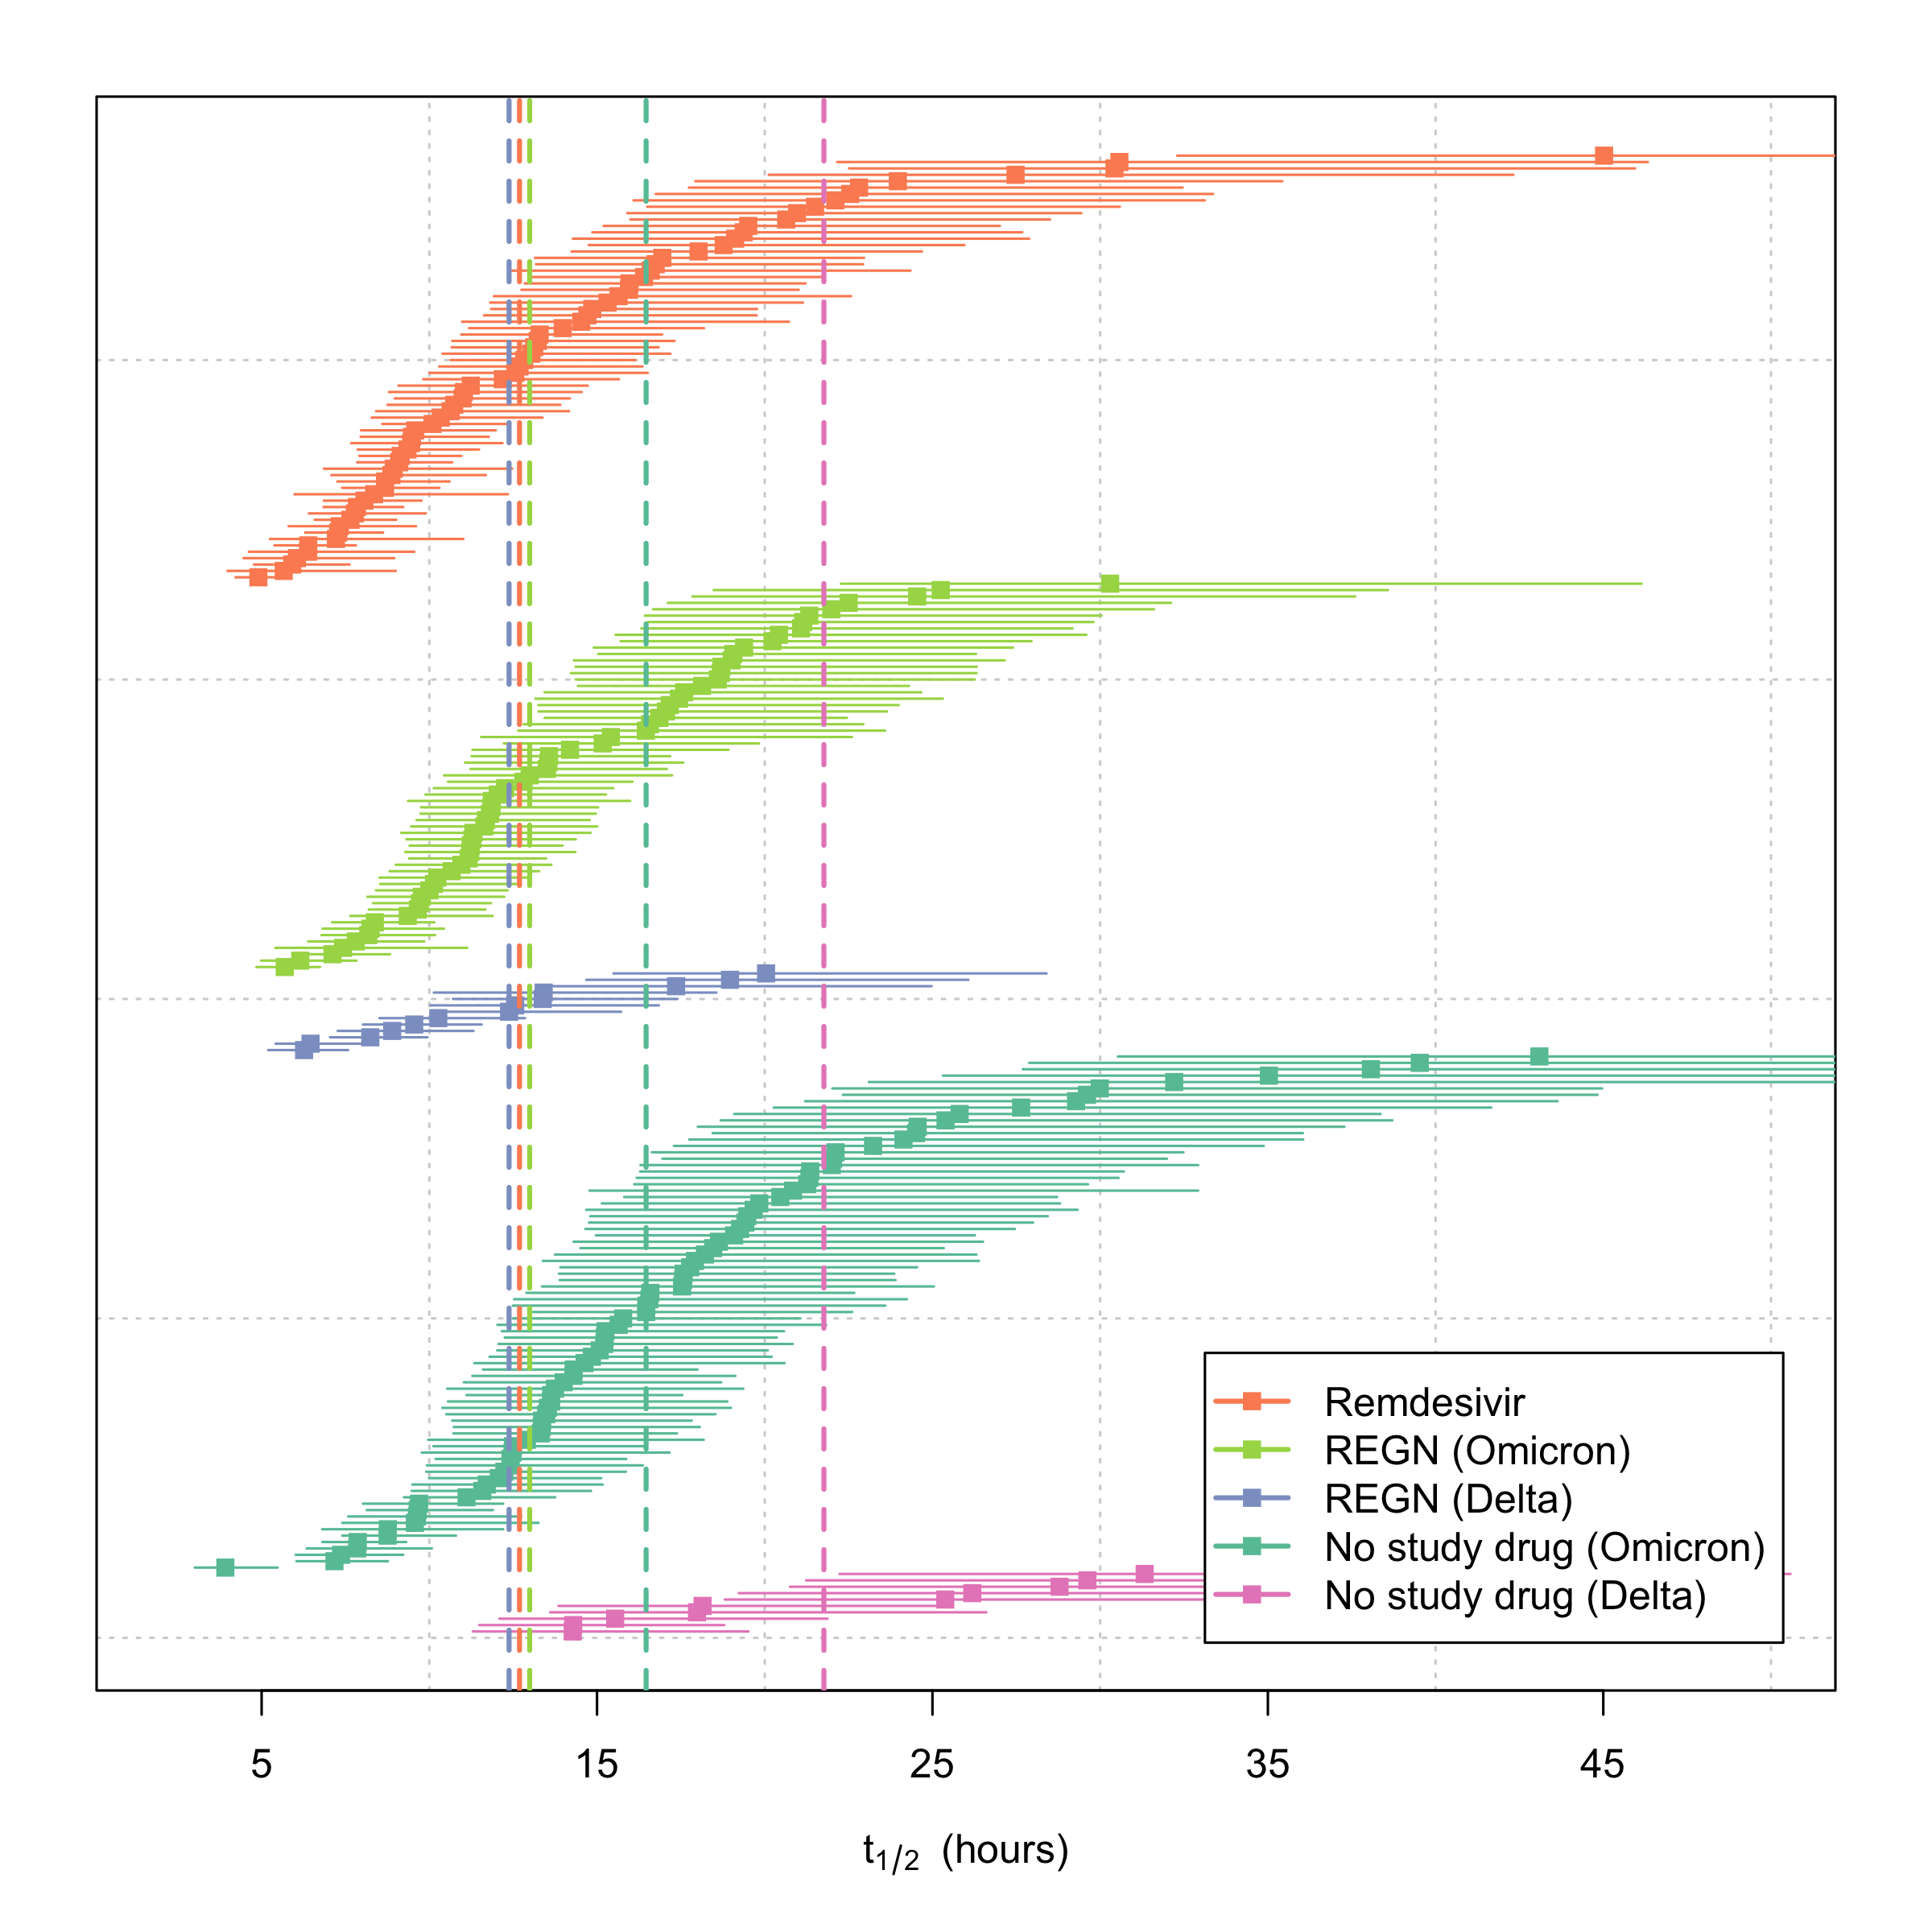 Remdesivir
REGN (Omicron)
REGN (Delta)
No study drug (Omicron)
No study drug (Delta)
5 15 25 35 45
t1/2 (hours)